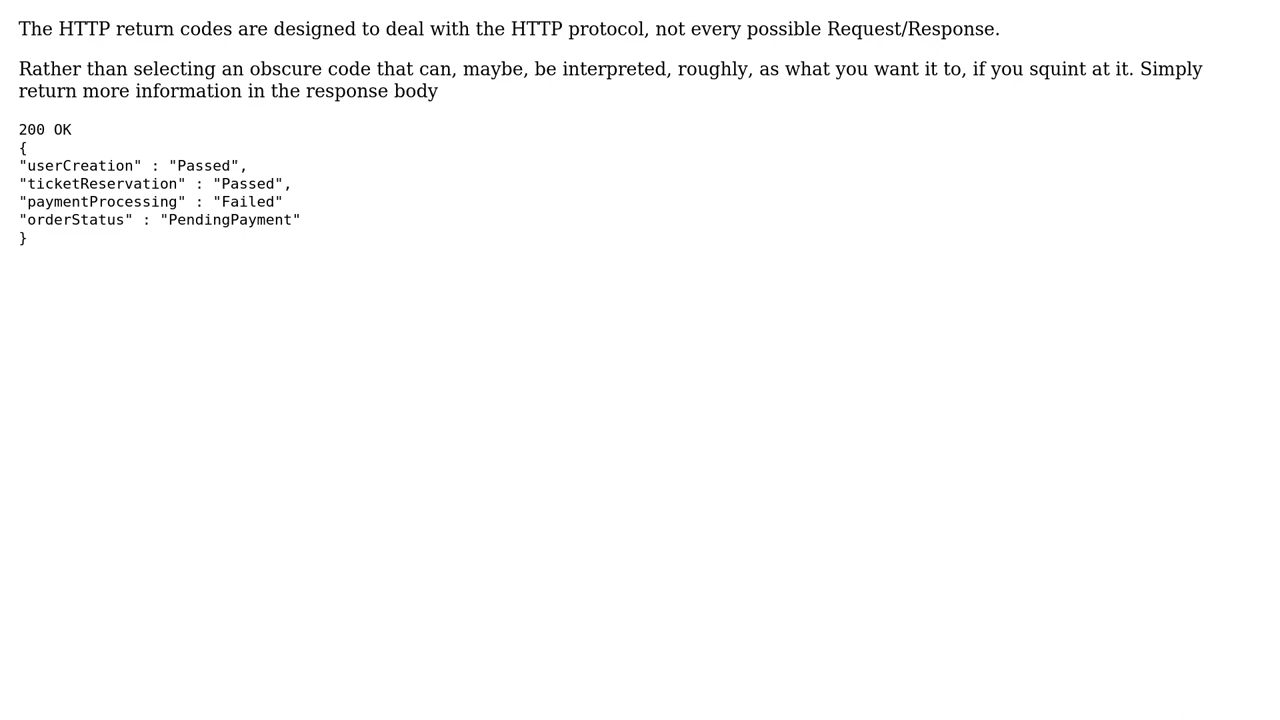 The HTTP return codes are designed to deal with the HTTP protocol, not every possible Request/Response.
Rather than selecting an obscure code that can, maybe, be interpreted, roughly, as what you want it to, if you squint at it. Simply
return more information in the response body
200 OK
{
"userCreation" : "Passed",
"ticketReservation" : "Passed",
"paymentProcessing" : "Failed"
"orderStatus" : "PendingPayment"
}